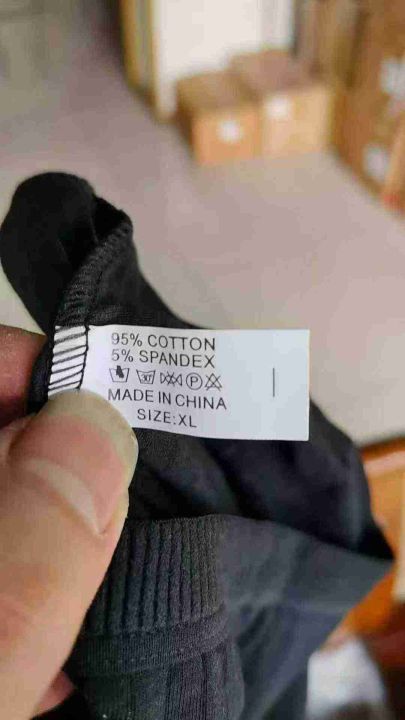 95% COTTON
5% SPANDEX
MADE IN CHINA
SIZE:XL